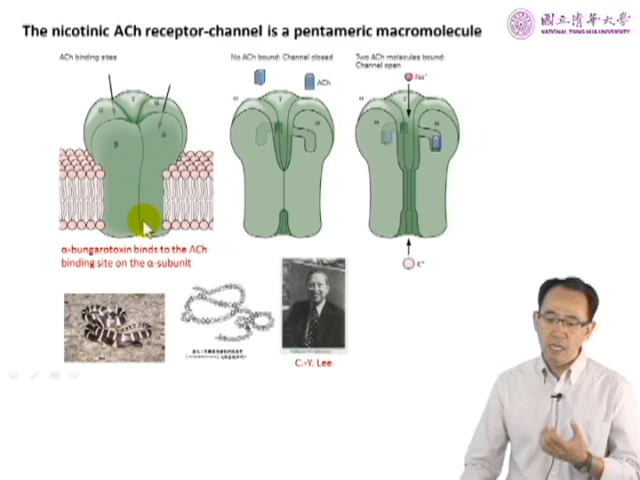 The nicotinic ACh receptor-channel is a pentameric macromolecule
國立清華大學
NATIONAL TSING HUA UNIVERSITY
ACh binding sites
No ACh bound: Channel closed
Two ACh molecules bound:
Channel open
ACh
Na⁺
α γ α
α γ α
α γ α
β
δ
K⁺
α-bungarotoxin binds to the ACh
binding site on the α-subunit
C.-Y. Lee